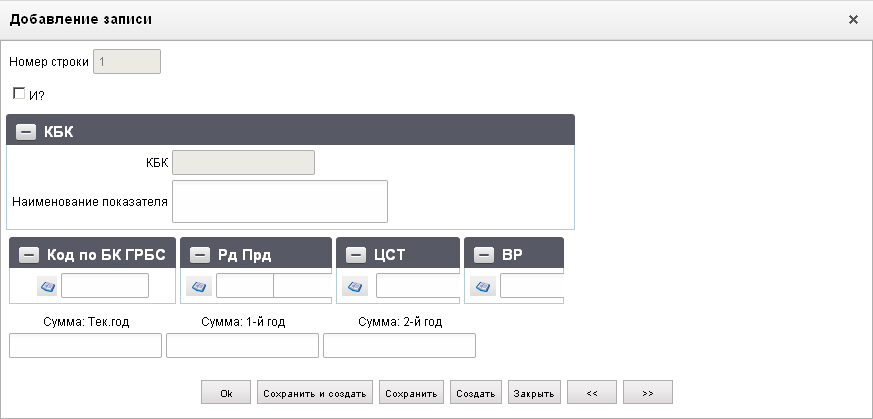 Добавление записи
Номер строки 1
И?
КБК
КБК
Наименование показателя
Код по БК ГРБС Рд Прд ЦСТ ВР
Сумма: Тек.год Сумма: 1-й год Сумма: 2-й год
Ok Сохранить и создать Сохранить Создать Закрыть << >>